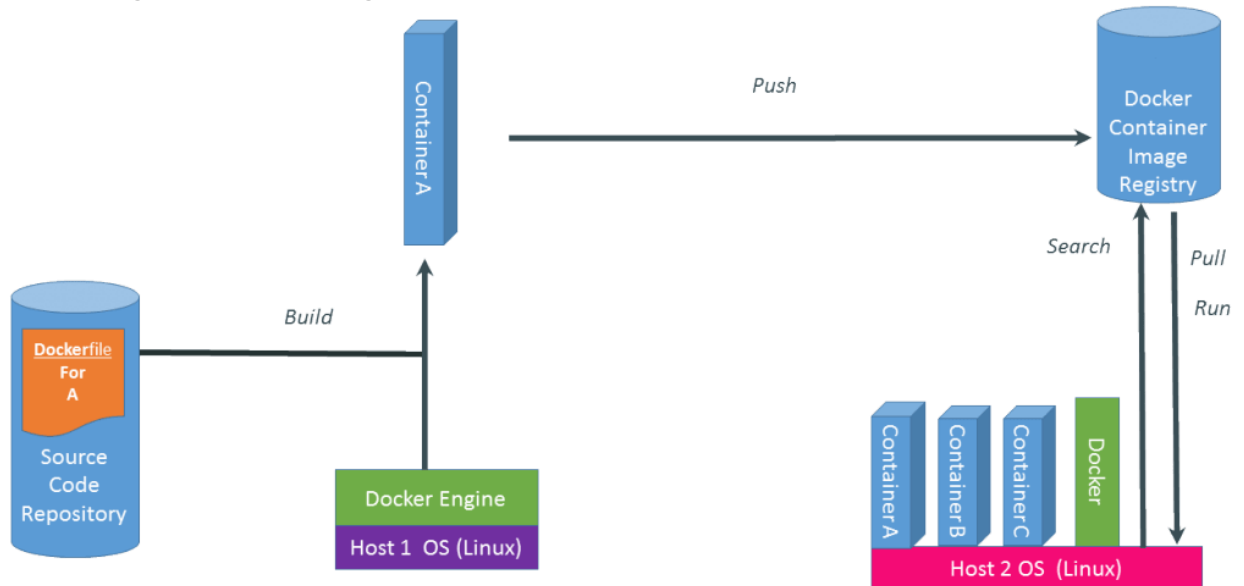 Container A
Push
Docker
Container
Image
Registry
Search
Pull
Run
Build
Dockerfile
For
A
Source
Code
Repository
Docker Engine
Host 1 OS (Linux)
Container A
Container B
Container C
Docker
Host 2 OS (Linux)